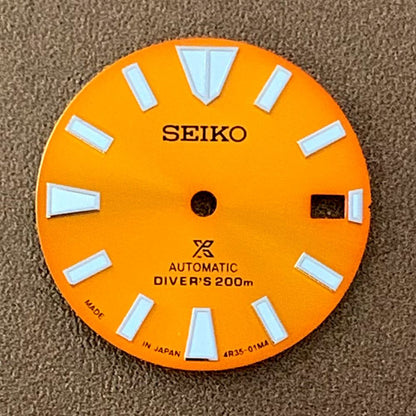 SEIKO
AUTOMATIC
DIVER'S 200m
MADE IN JAPAN 4R35-01MA